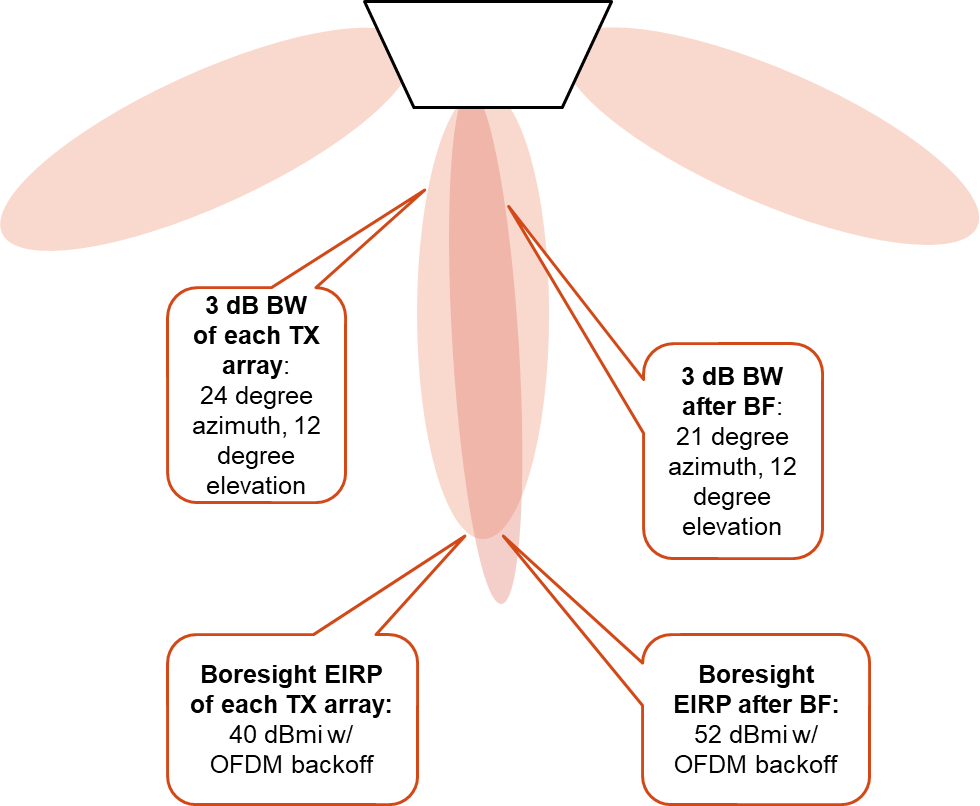 3 dB BW
of each TX
array:
24 degree
azimuth, 12
degree
elevation
3 dB BW
after BF:
21 degree
azimuth, 12
degree
elevation
Boresight EIRP
of each TX array:
40 dBmi w/
OFDM backoff
Boresight
EIRP after BF:
52 dBmi w/
OFDM backoff